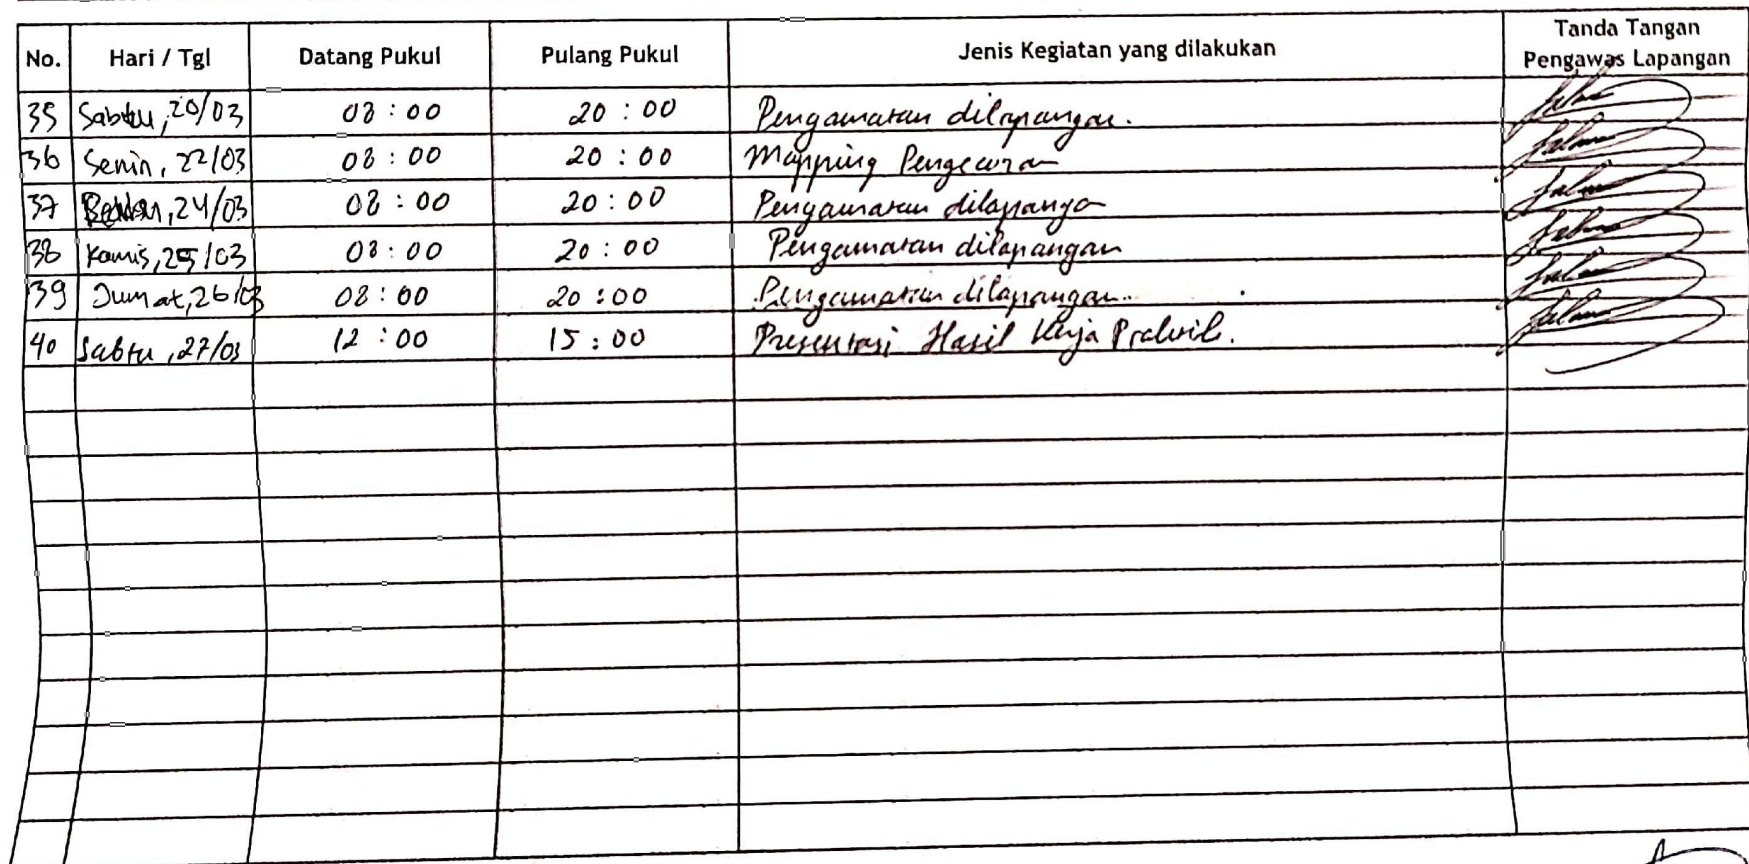 No. Hari / Tgl Datang Pukul Pulang Pukul Jenis Kegiatan yang dilakukan Tanda Tangan Pengawas Lapangan
35 Sabtu, 20/03 08:00 20:00 Pengamatan dilapangan.
36 Senin, 22/03 08:00 20:00 Mapping Pengecoran
37 24/03 08:00 20:00 Pengamatan dilapangan
38 Kamis, 25/03 08:00 20:00 Pengamatan dilapangan
39 Jumat, 26/03 08:00 20:00 Pengamatan dilapangan.
40 Sabtu, 27/03 12:00 15:00 Presentasi Hasil Kerja Praktik.